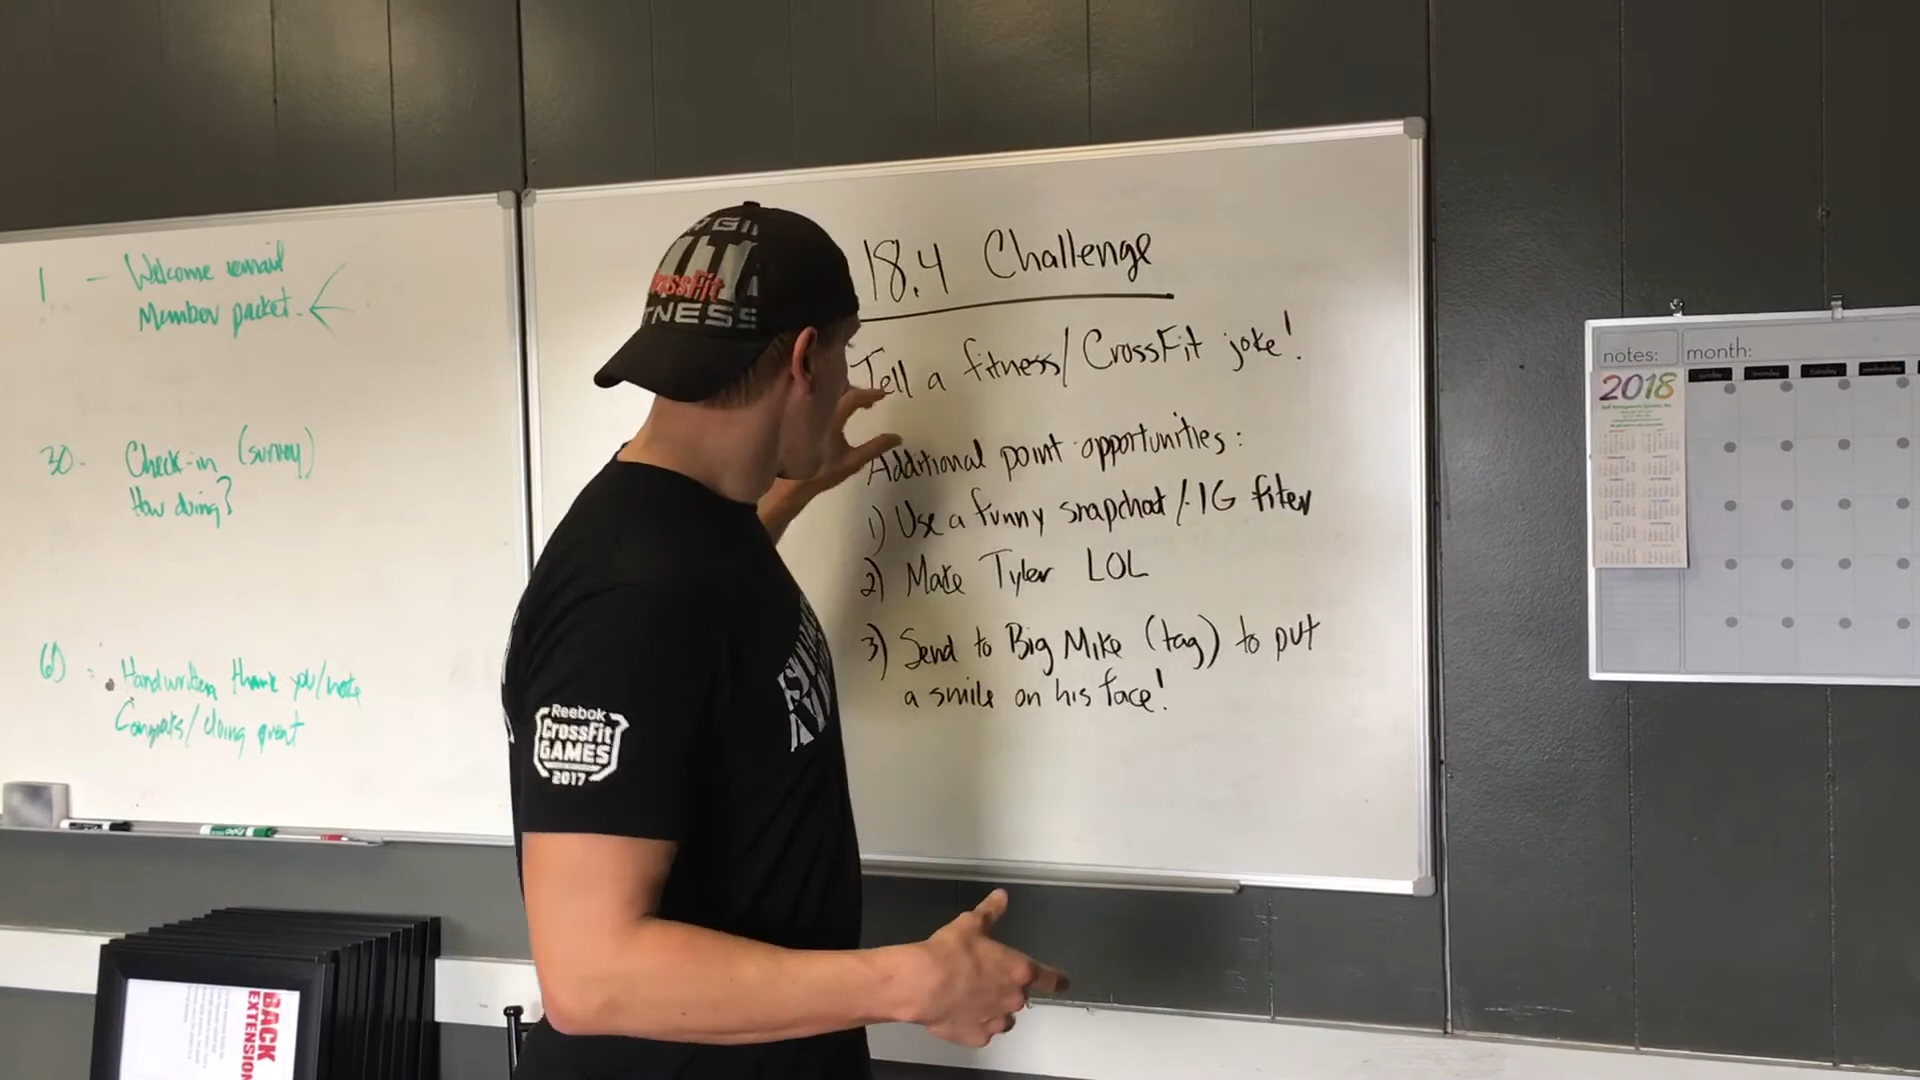 1 - Welcome email
Member packet.
30. Check-in (survey)
How doing?
60 Handwritten thank you/note
Congrats/doing great
18.4 Challenge
Tell a fitness/CrossFit joke!
Additional point opportunities:
1) Use a funny snapchat/IG filter
2) Make Tyler LOL
3) Send to Big Mike (tag) to put
a smile on his face!
CrossFit
Reebok
CrossFit
GAMES
2017
notes:
month:
2018
BACK
EXTENSION